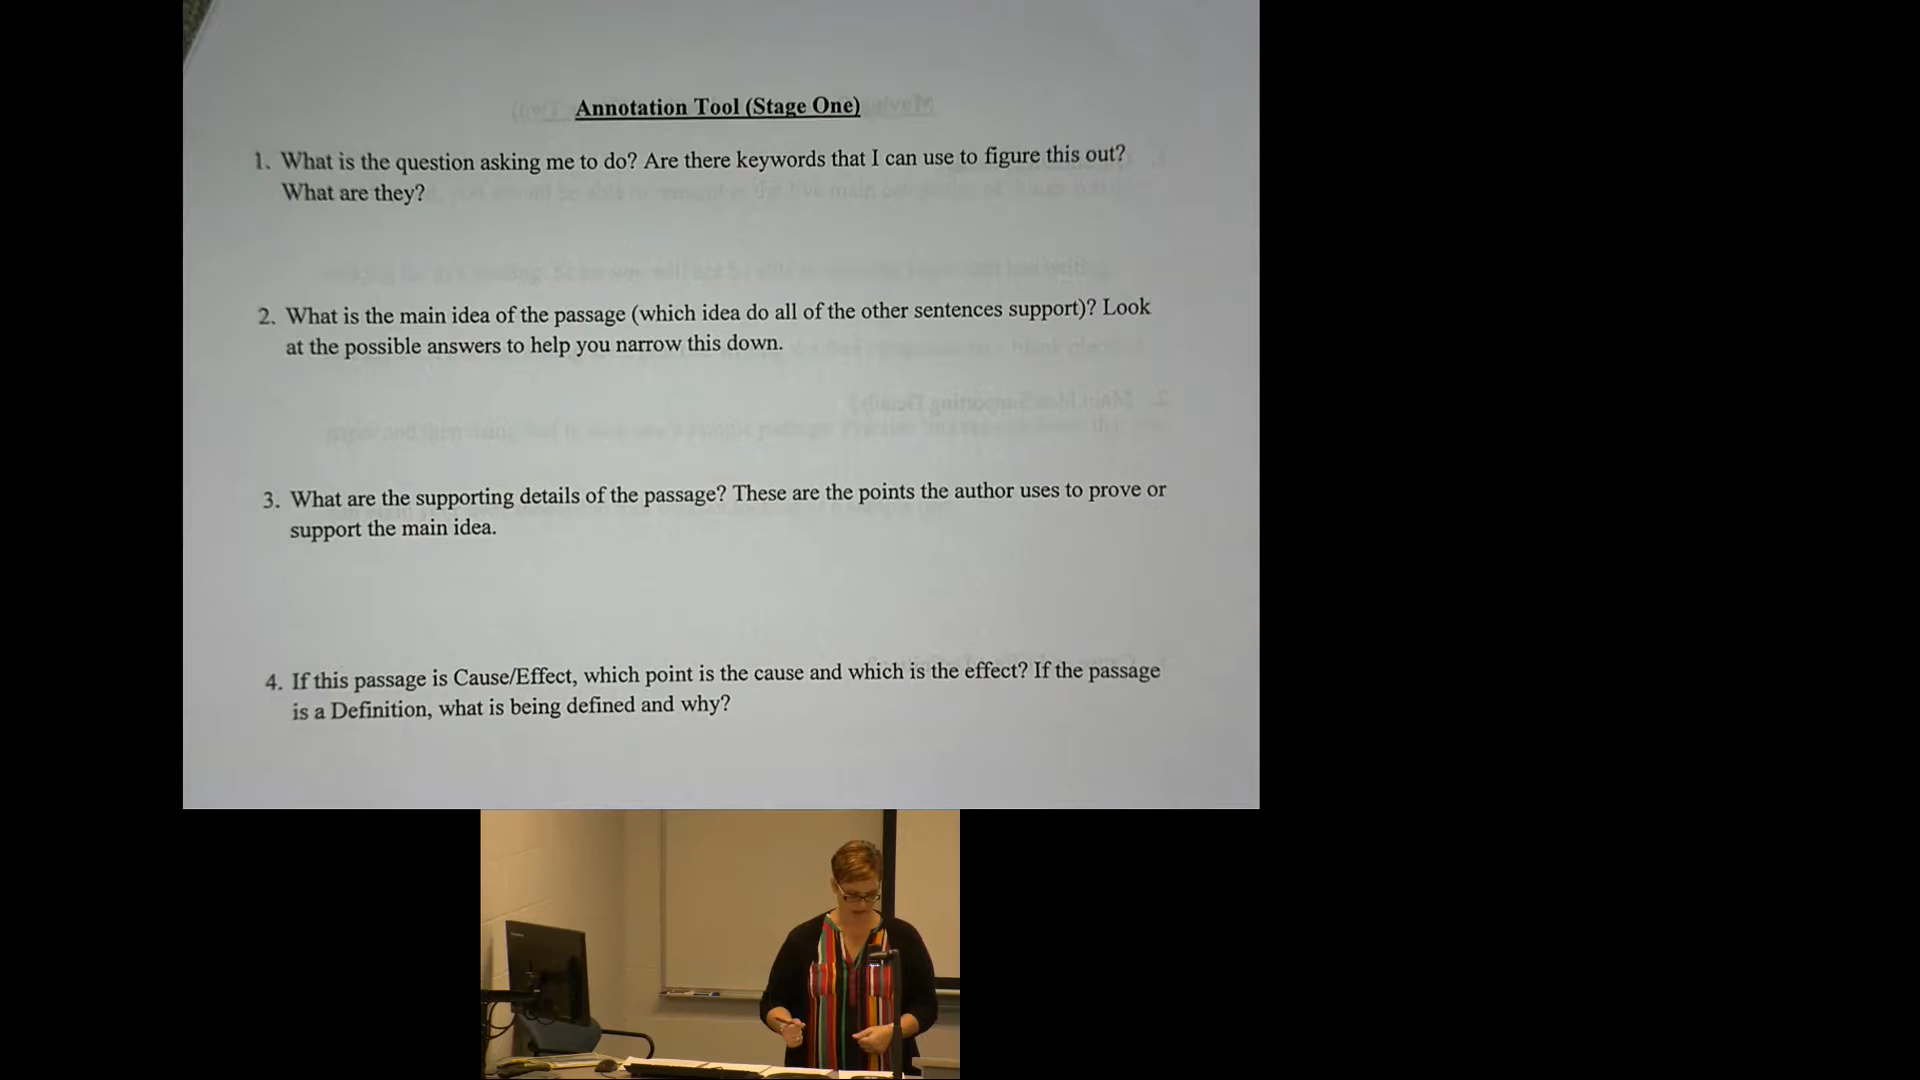 Annotation Tool (Stage One)
1. What is the question asking me to do? Are there keywords that I can use to figure this out?
What are they?
2. What is the main idea of the passage (which idea do all of the other sentences support)? Look
at the possible answers to help you narrow this down.
3. What are the supporting details of the passage? These are the points the author uses to prove or
support the main idea.
4. If this passage is Cause/Effect, which point is the cause and which is the effect? If the passage
is a Definition, what is being defined and why?